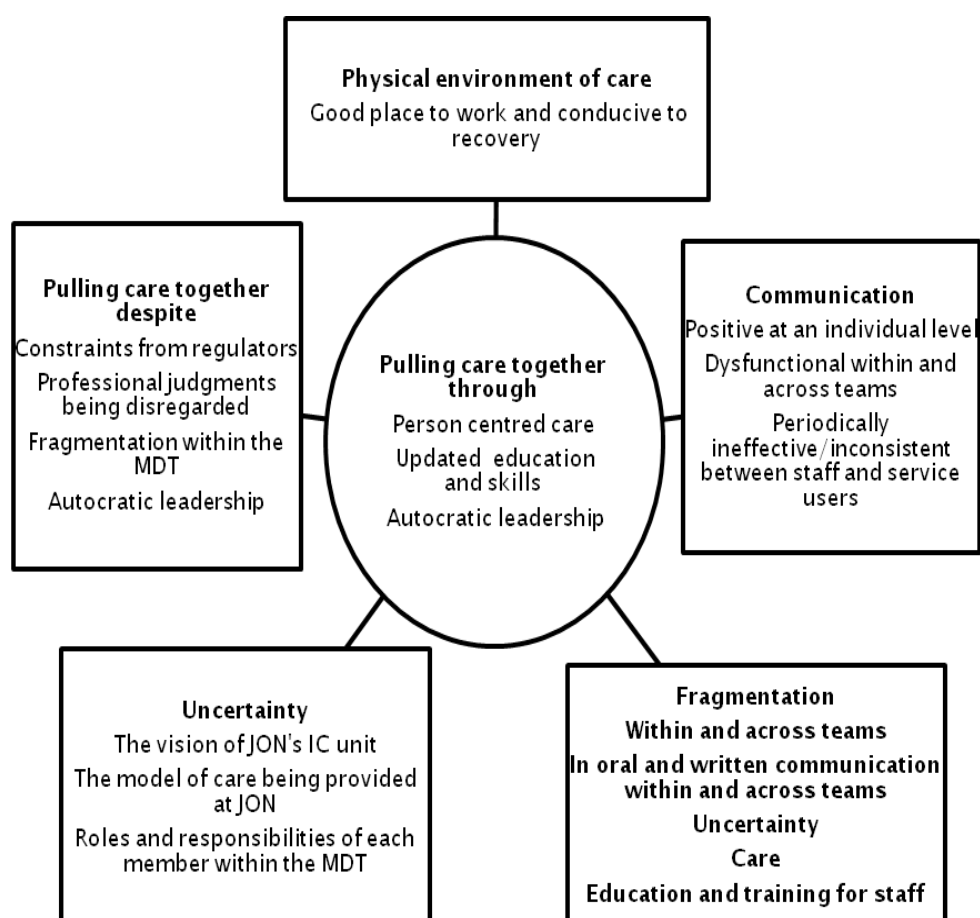 Physical environment of care
Good place to work and conducive to
recovery
Pulling care together
despite
Constraints from regulators
Professional judgments
being disregarded
Fragmentation within the
MDT
Autocratic leadership
Pulling care together
through
Person centred care
Updated education
and skills
Autocratic leadership
Communication
Positive at an individual level
Dysfunctional within and
across teams
Periodically
ineffective/inconsistent
between staff and service
users
Uncertainty
The vision of JON's IC unit
The model of care being provided
at JON
Roles and responsibilities of each
member within the MDT
Fragmentation
Within and across teams
In oral and written communication
within and across teams
Uncertainty
Care
Education and training for staff